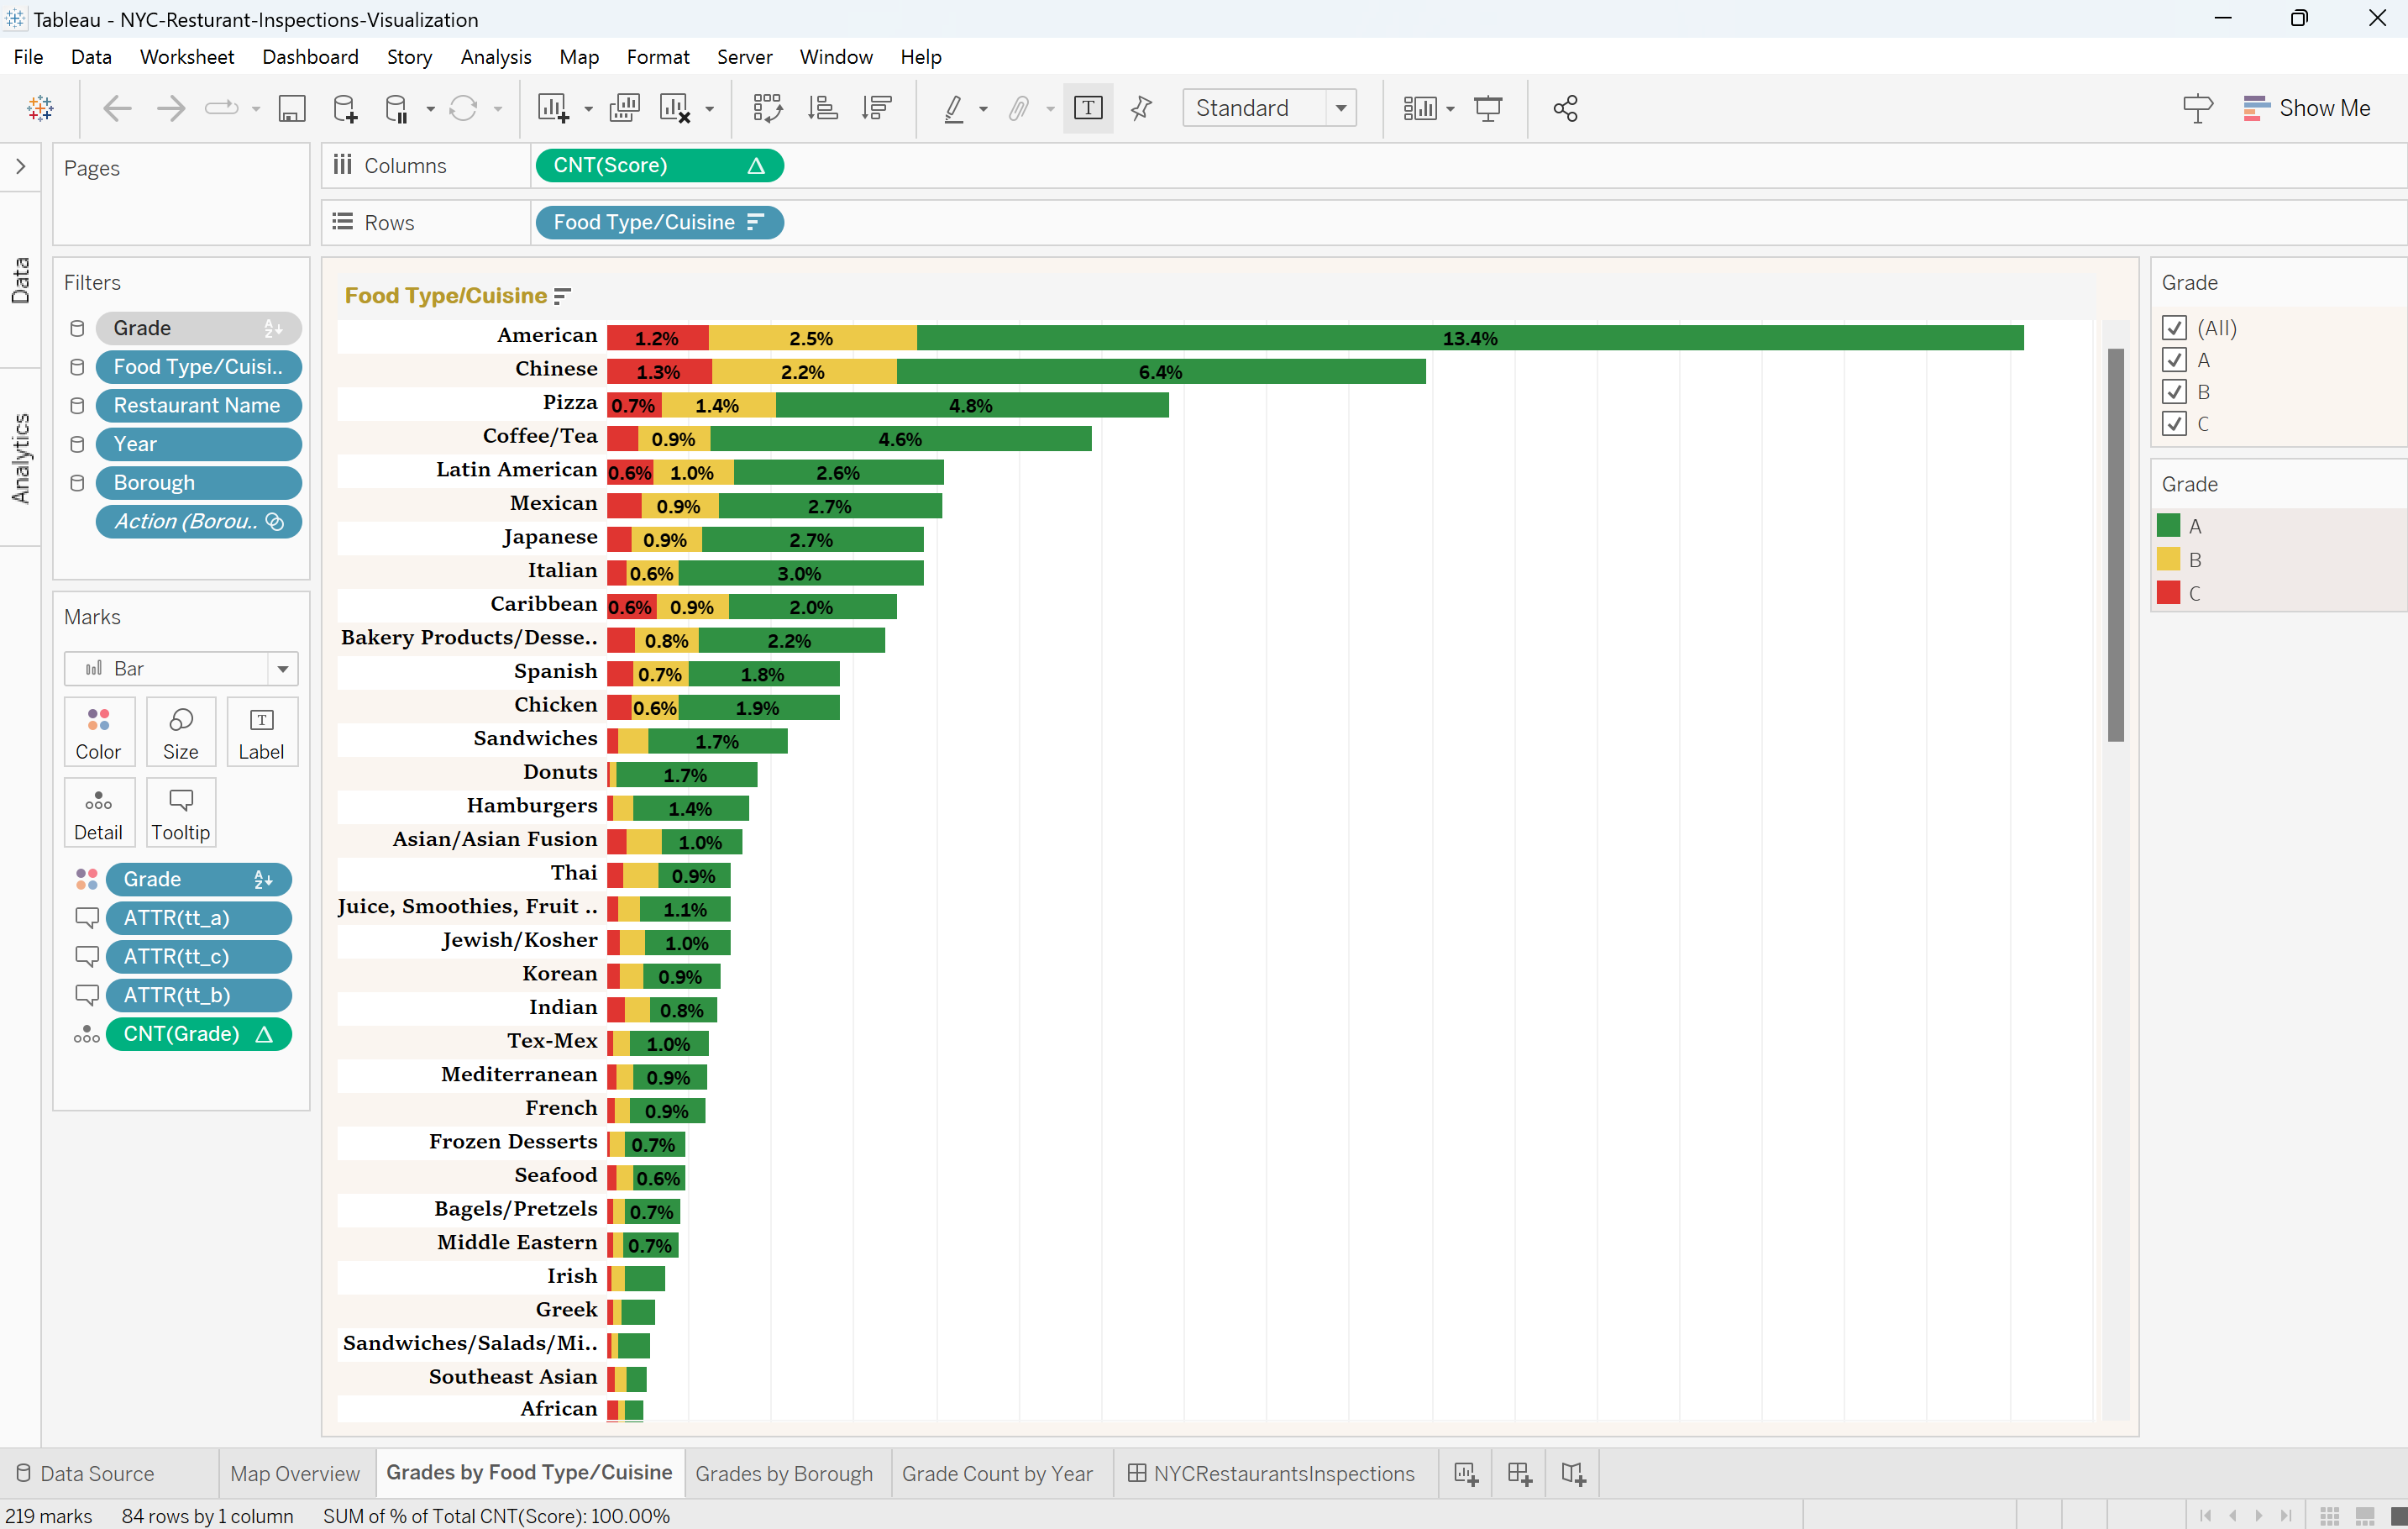 Tableau - NYC-Resturant-Inspections-Visualization
File Data Worksheet Dashboard Story Analysis Map Format Server Window Help
Standard
Show Me
Data
Analytics
Pages
Columns
CNT(Score)
Rows
Food Type/Cuisine
Filters
Grade
Food Type/Cuisi..
Restaurant Name
Year
Borough
Action (Borou..
Marks
Bar
Color
Size
Label
Detail
Tooltip
Grade
ATTR(tt_a)
ATTR(tt_c)
ATTR(tt_b)
CNT(Grade)
Food Type/Cuisine
American 1.2% 2.5% 13.4%
Chinese 1.3% 2.2% 6.4%
Pizza 0.7% 1.4% 4.8%
Coffee/Tea 0.9% 4.6%
Latin American 0.6% 1.0% 2.6%
Mexican 0.9% 2.7%
Japanese 0.9% 2.7%
Italian 0.6% 3.0%
Caribbean 0.6% 0.9% 2.0%
Bakery Products/Desse.. 0.8% 2.2%
Spanish 0.7% 1.8%
Chicken 0.6% 1.9%
Sandwiches 1.7%
Donuts 1.7%
Hamburgers 1.4%
Asian/Asian Fusion 1.0%
Thai 0.9%
Juice, Smoothies, Fruit .. 1.1%
Jewish/Kosher 1.0%
Korean 0.9%
Indian 0.8%
Tex-Mex 1.0%
Mediterranean 0.9%
French 0.9%
Frozen Desserts 0.7%
Seafood 0.6%
Bagels/Pretzels 0.7%
Middle Eastern 0.7%
Irish
Greek
Sandwiches/Salads/Mi..
Southeast Asian
African
Grade
(All)
A
B
C
Grade
A
B
C
Data Source Map Overview Grades by Food Type/Cuisine Grades by Borough Grade Count by Year NYCRestaurantsInspections
219 marks 84 rows by 1 column SUM of % of Total CNT(Score): 100.00%